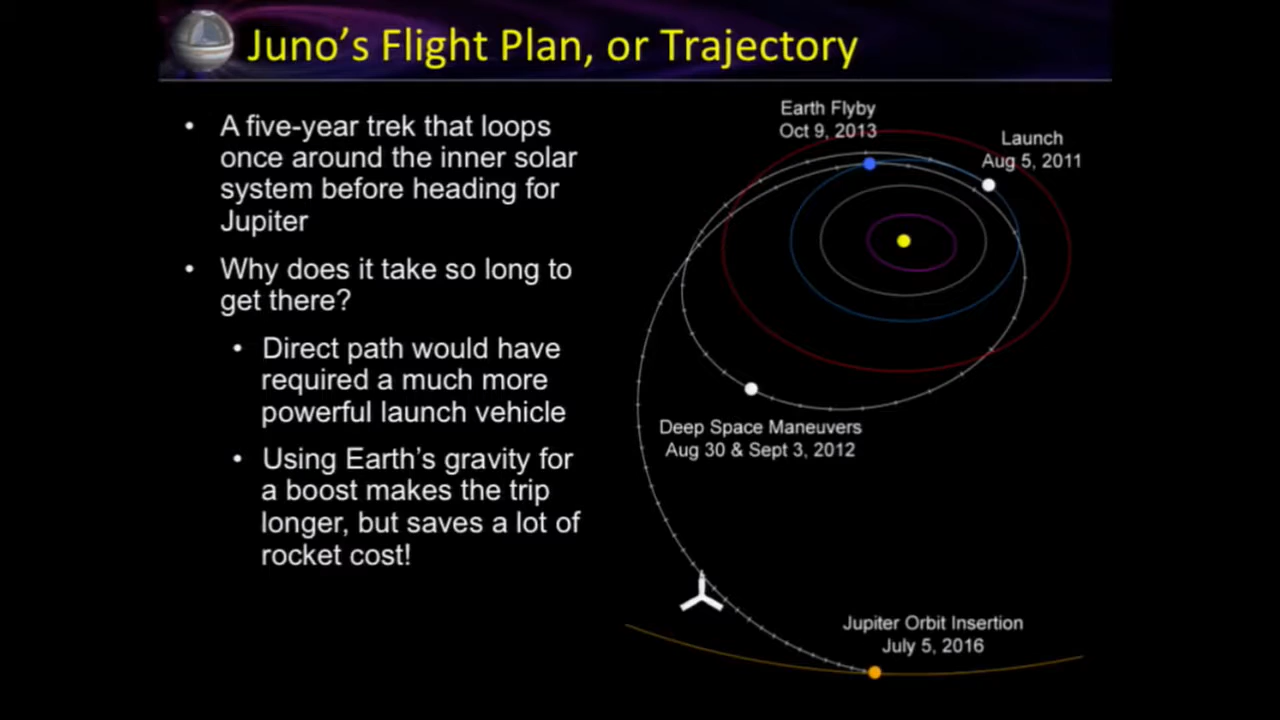 Juno's Flight Plan, or Trajectory
• A five-year trek that loops
once around the inner solar
system before heading for
Jupiter
• Why does it take so long to
get there?
• Direct path would have
required a much more
powerful launch vehicle
• Using Earth's gravity for
a boost makes the trip
longer, but saves a lot of
rocket cost!
Earth Flyby
Oct 9, 2013
Launch
Aug 5, 2011
Deep Space Maneuvers
Aug 30 & Sept 3, 2012
Jupiter Orbit Insertion
July 5, 2016